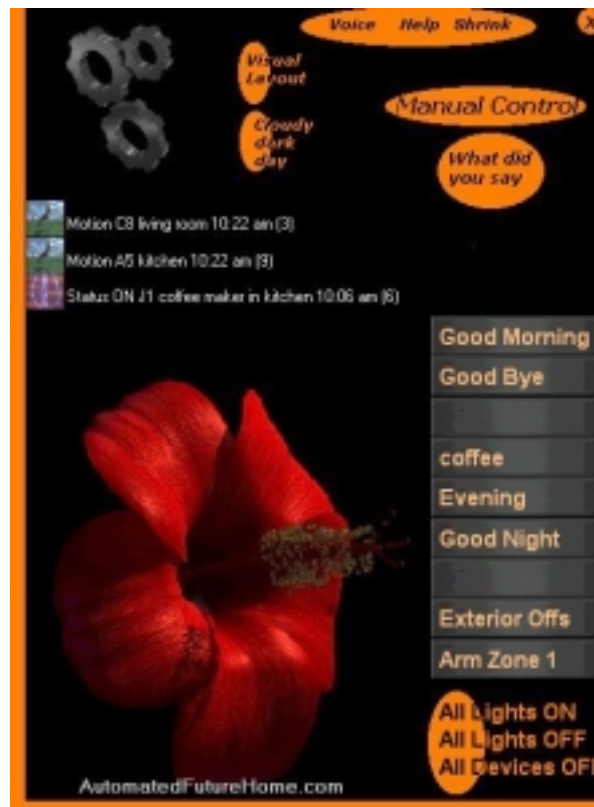 Voice Help Shrink X
Visual
Layout
Manual Control
Cloudy
dark
day
What did
you say
Motion C8 living room 10:22 am (3)
Motion A5 kitchen 10:22 am (9)
Status ON J1 coffee maker in kitchen 10:06 am (6)
Good Morning
Good Bye
coffee
Evening
Good Night
Exterior Offs
Arm Zone 1
All Lights ON
All Lights OFF
All Devices OFF
AutomatedFutureHome.com